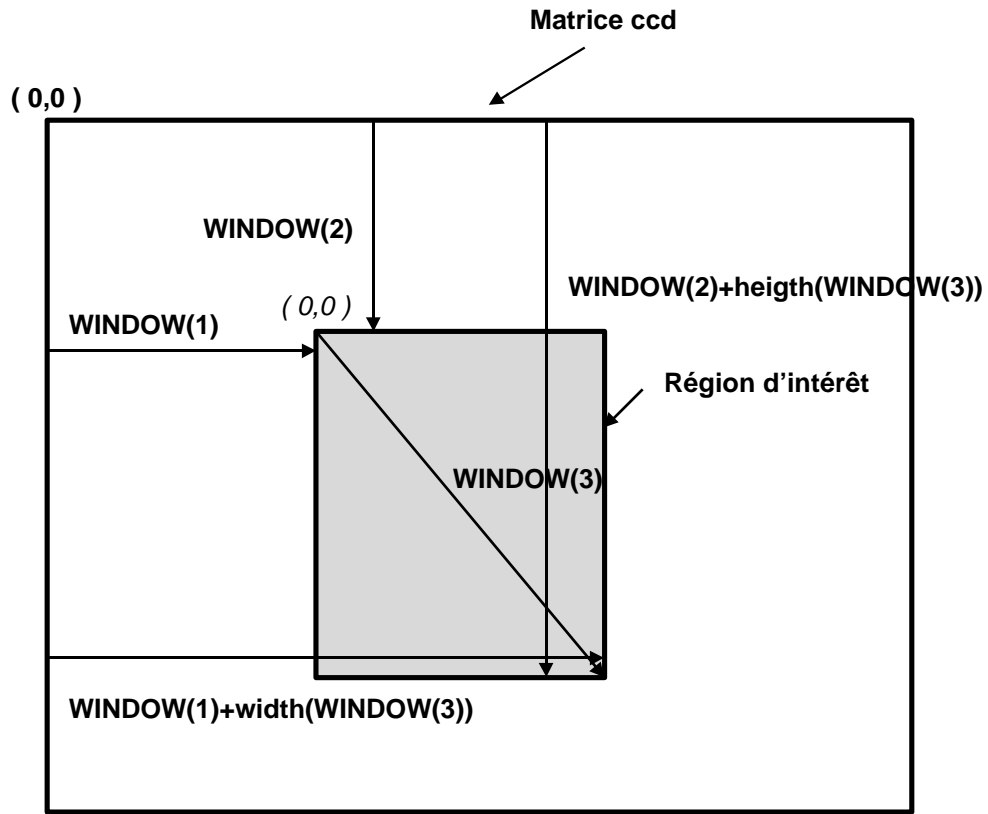 Matrice ccd
( 0,0 )
WINDOW(2)
WINDOW(2)+heigth(WINDOW(3))
( 0,0 )
WINDOW(1)
Région d’intérêt
WINDOW(3)
WINDOW(1)+width(WINDOW(3))